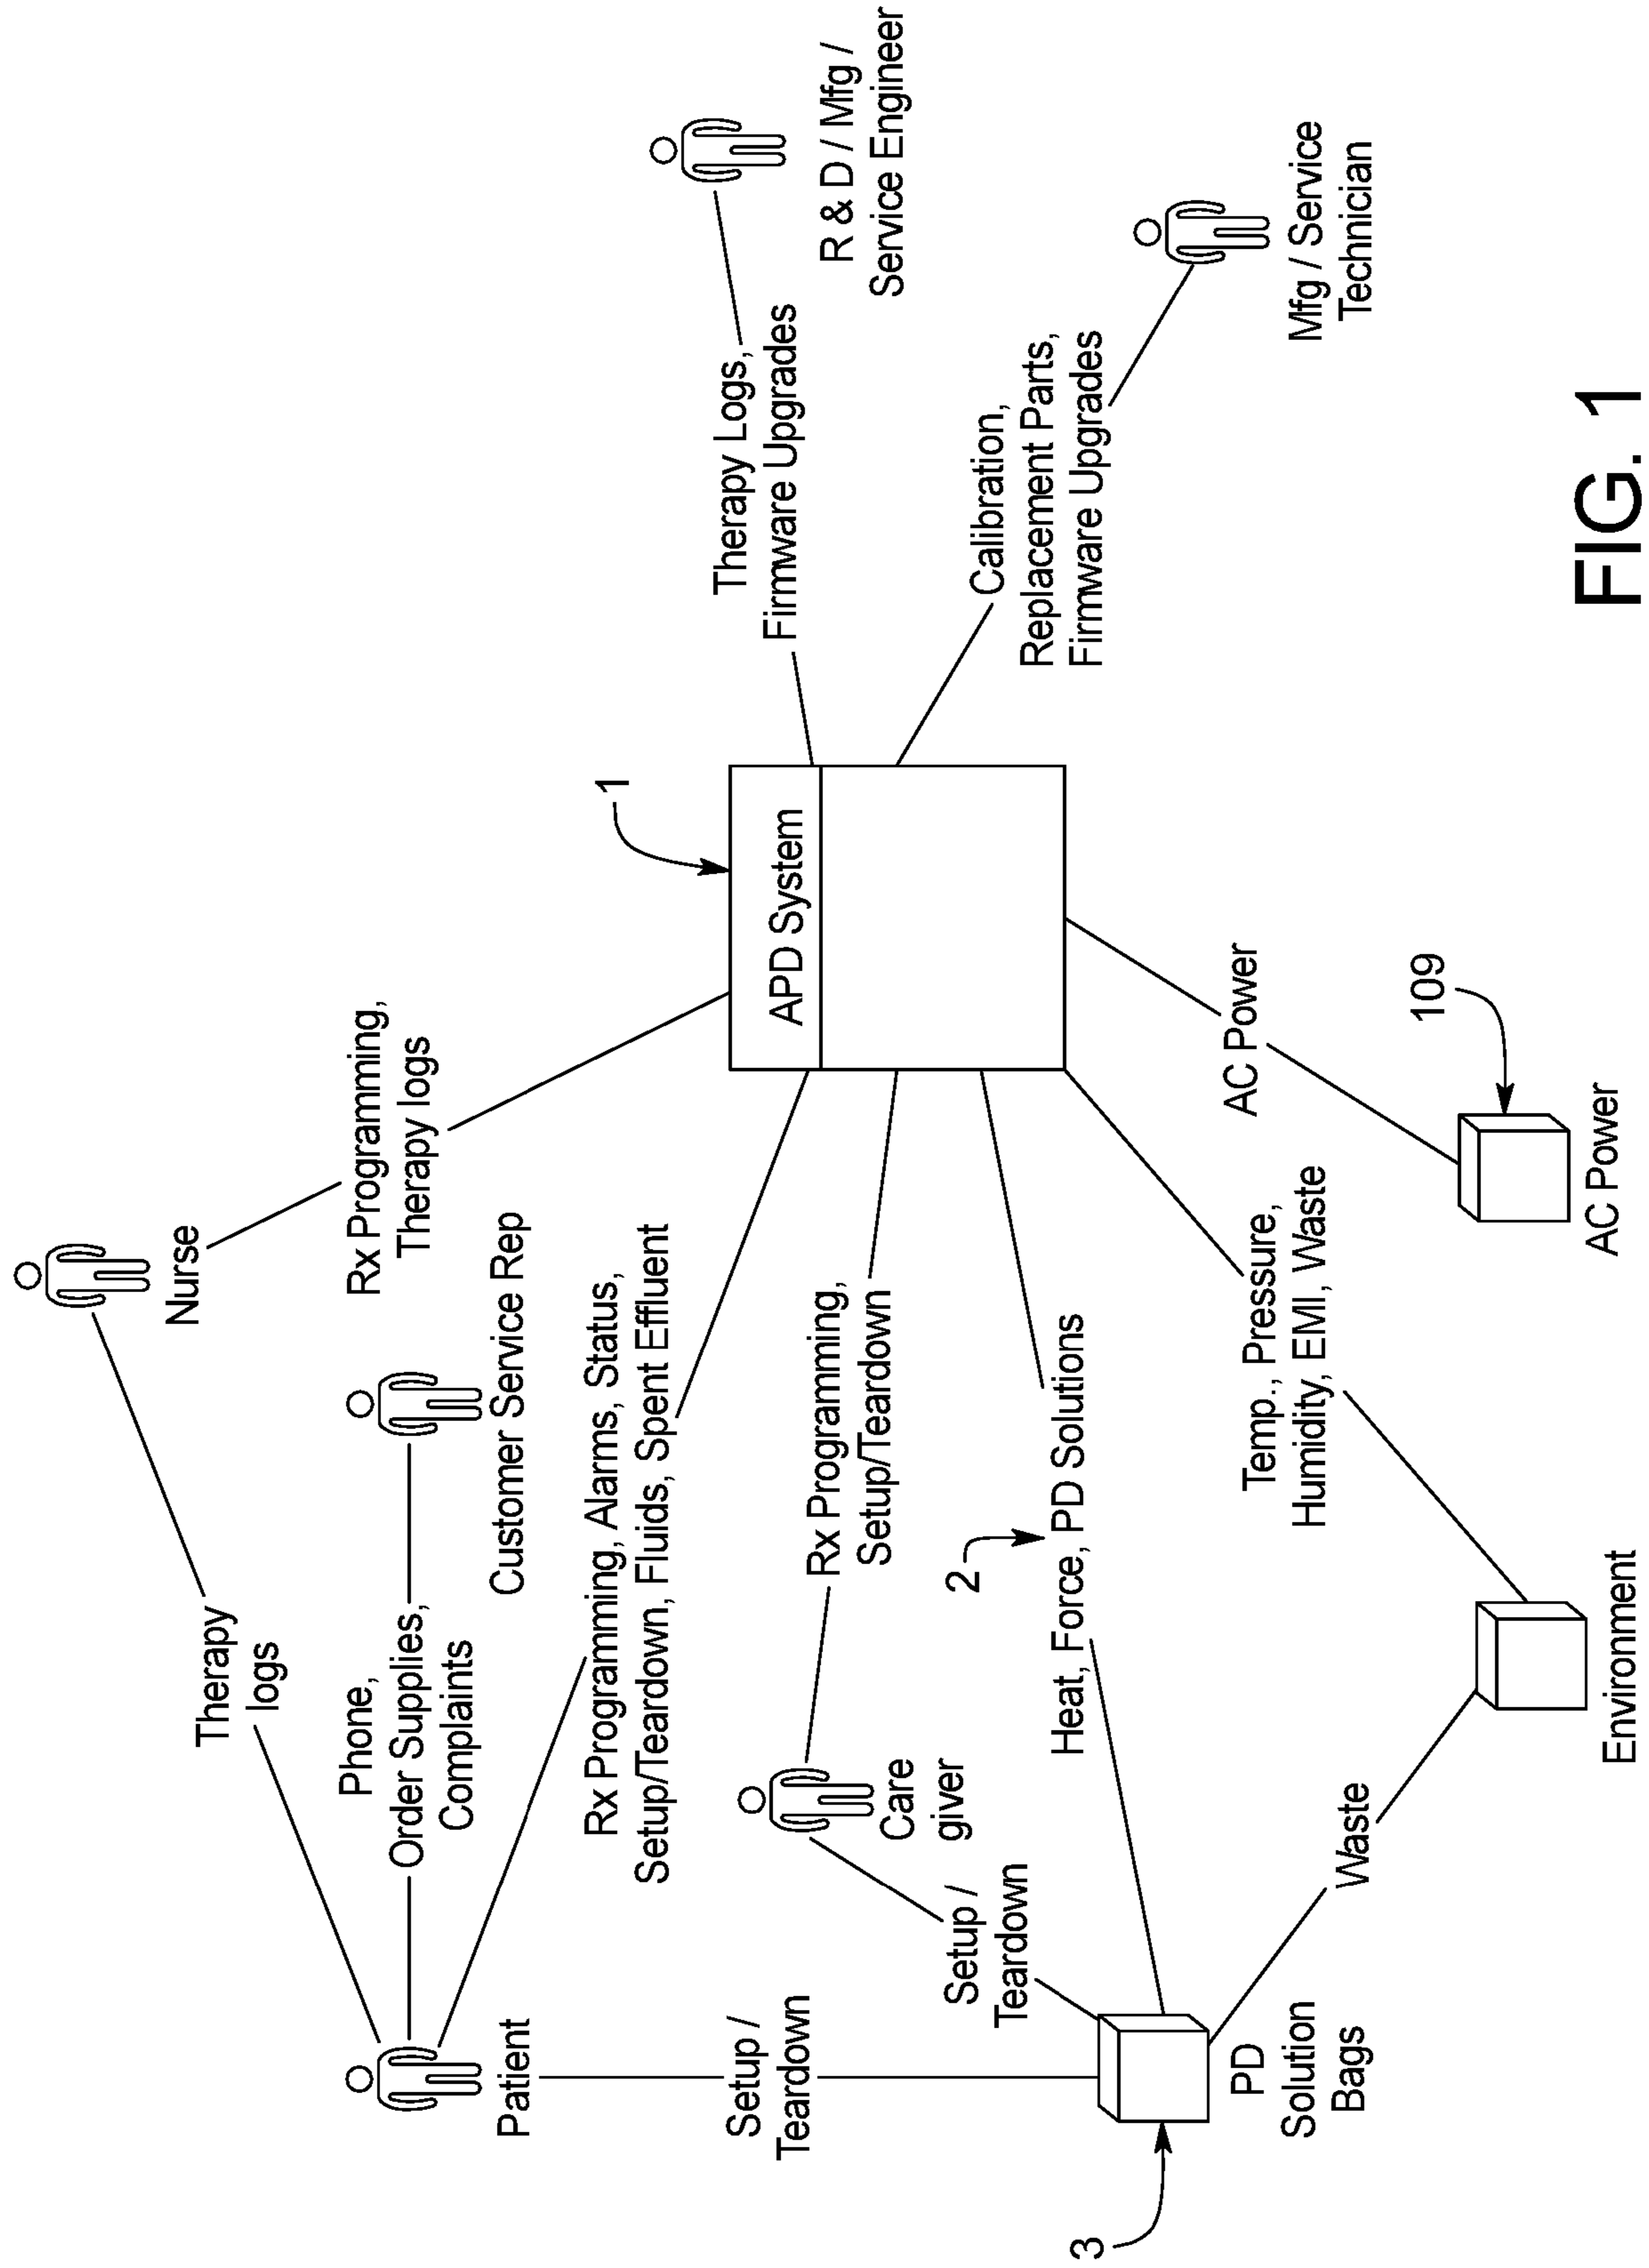 Nurse
Therapy
logs
Rx Programming,
Therapy logs
Phone,
Order Supplies,
Complaints
Customer Service Rep
Patient
Rx Programming, Alarms, Status,
Setup/Teardown, Fluids, Spent Effluent
1
APD System
Therapy Logs,
Firmware Upgrades
R & D / Mfg /
Service Engineer
Setup /
Teardown
Care
giver
Rx Programming,
Setup/Teardown
Setup /
Teardown
2
Heat, Force, PD Solutions
Calibration,
Replacement Parts,
Firmware Upgrades
Mfg / Service
Technician
3
PD
Solution
Bags
Waste
Temp., Pressure,
Humidity, EMI, Waste
Environment
AC Power
109
AC Power
FIG. 1